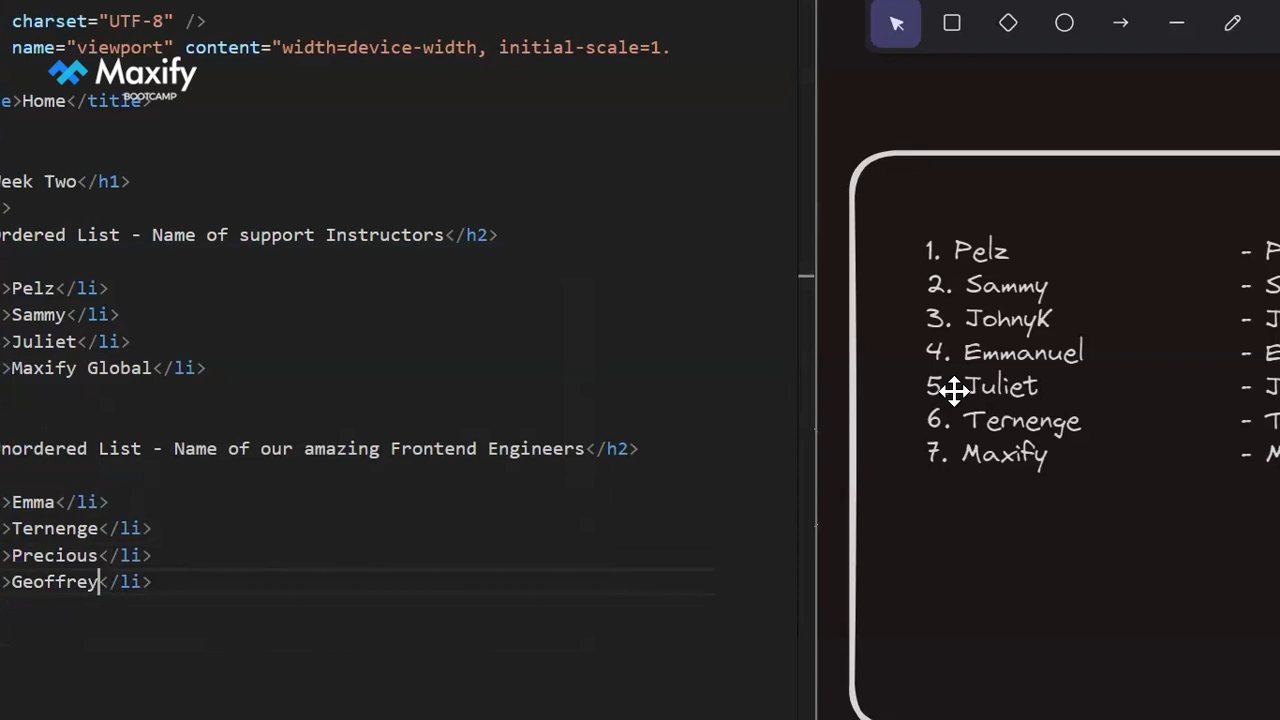 charset="UTF-8" />
name="viewport" content="width=device-width, initial-scale=1.
Maxify
BOOTCAMP
e>Home</title>
Week Two</h1>
>
Ordered List - Name of support Instructors</h2>
>Pelz</li>
>Sammy</li>
>Juliet</li>
>Maxify Global</li>
Unordered List - Name of our amazing Frontend Engineers</h2>
>Emma</li>
>Ternenge</li>
>Precious</li>
>Geoffrey</li>
1. Pelz
2. Sammy
3. JohnyK
4. Emmanuel
5. Juliet
6. Ternenge
7. Maxify
- P
- S
- J
- E
- J
- T
- M